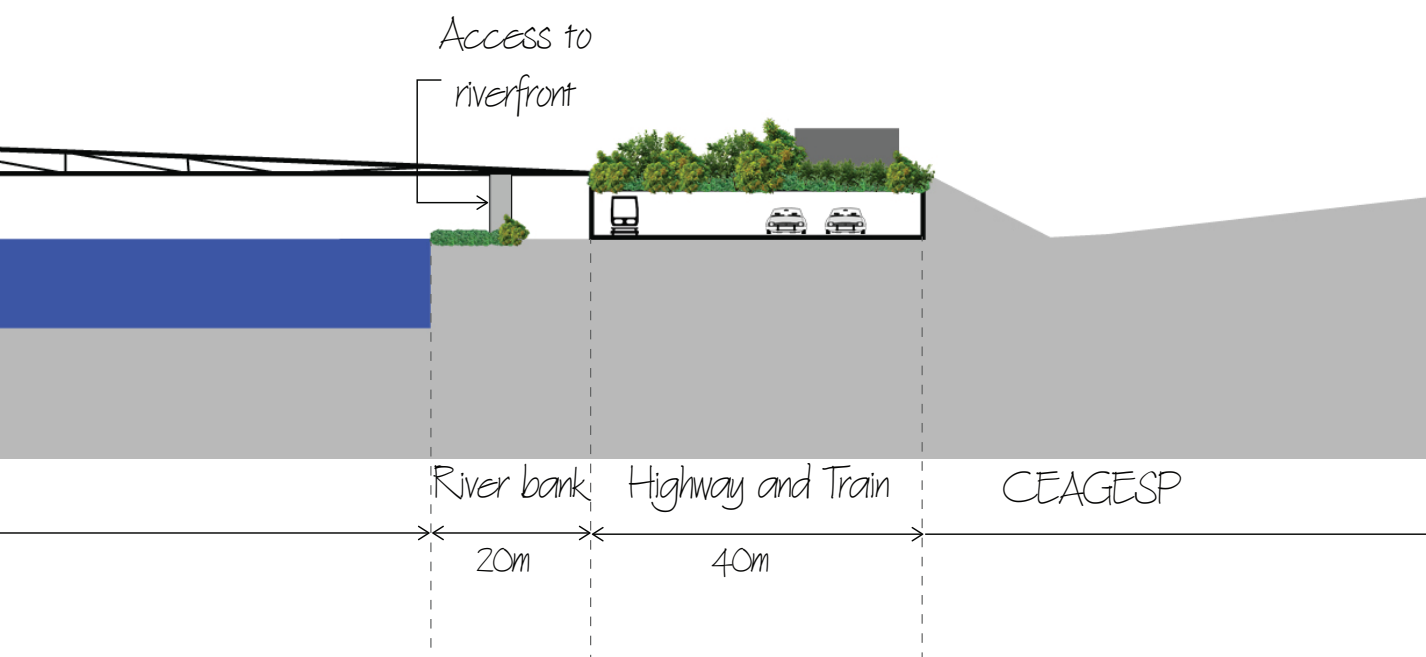 Access to
riverfront
River bank
Highway and Train
CEAGESP
20m
40m